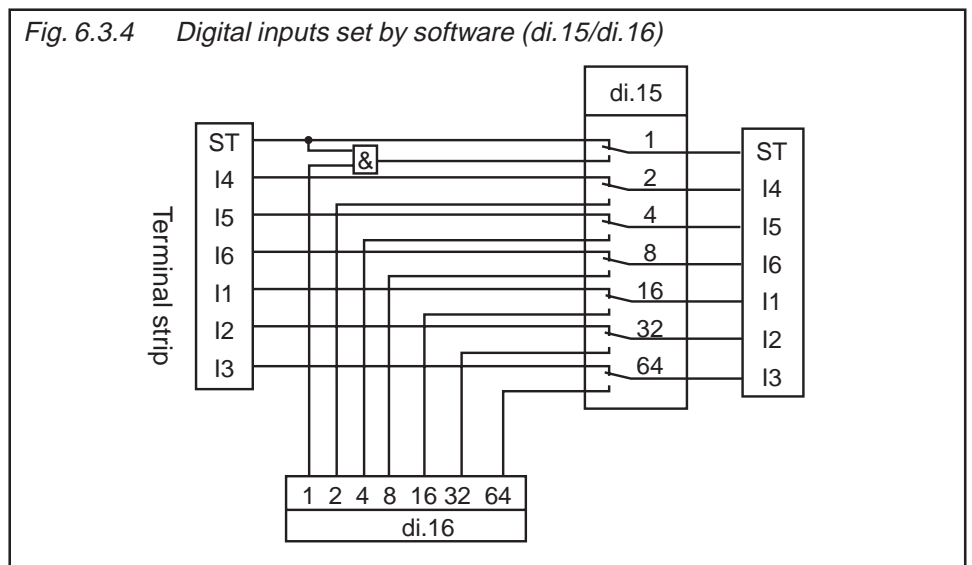 Fig. 6.3.4 Digital inputs set by software (di.15/di.16)
di.15
ST
I4
I5
I6
I1
I2
I3
Terminal strip
&
1
2
4
8
16
32
64
ST
I4
I5
I6
I1
I2
I3
1 2 4 8 16 32 64
di.16